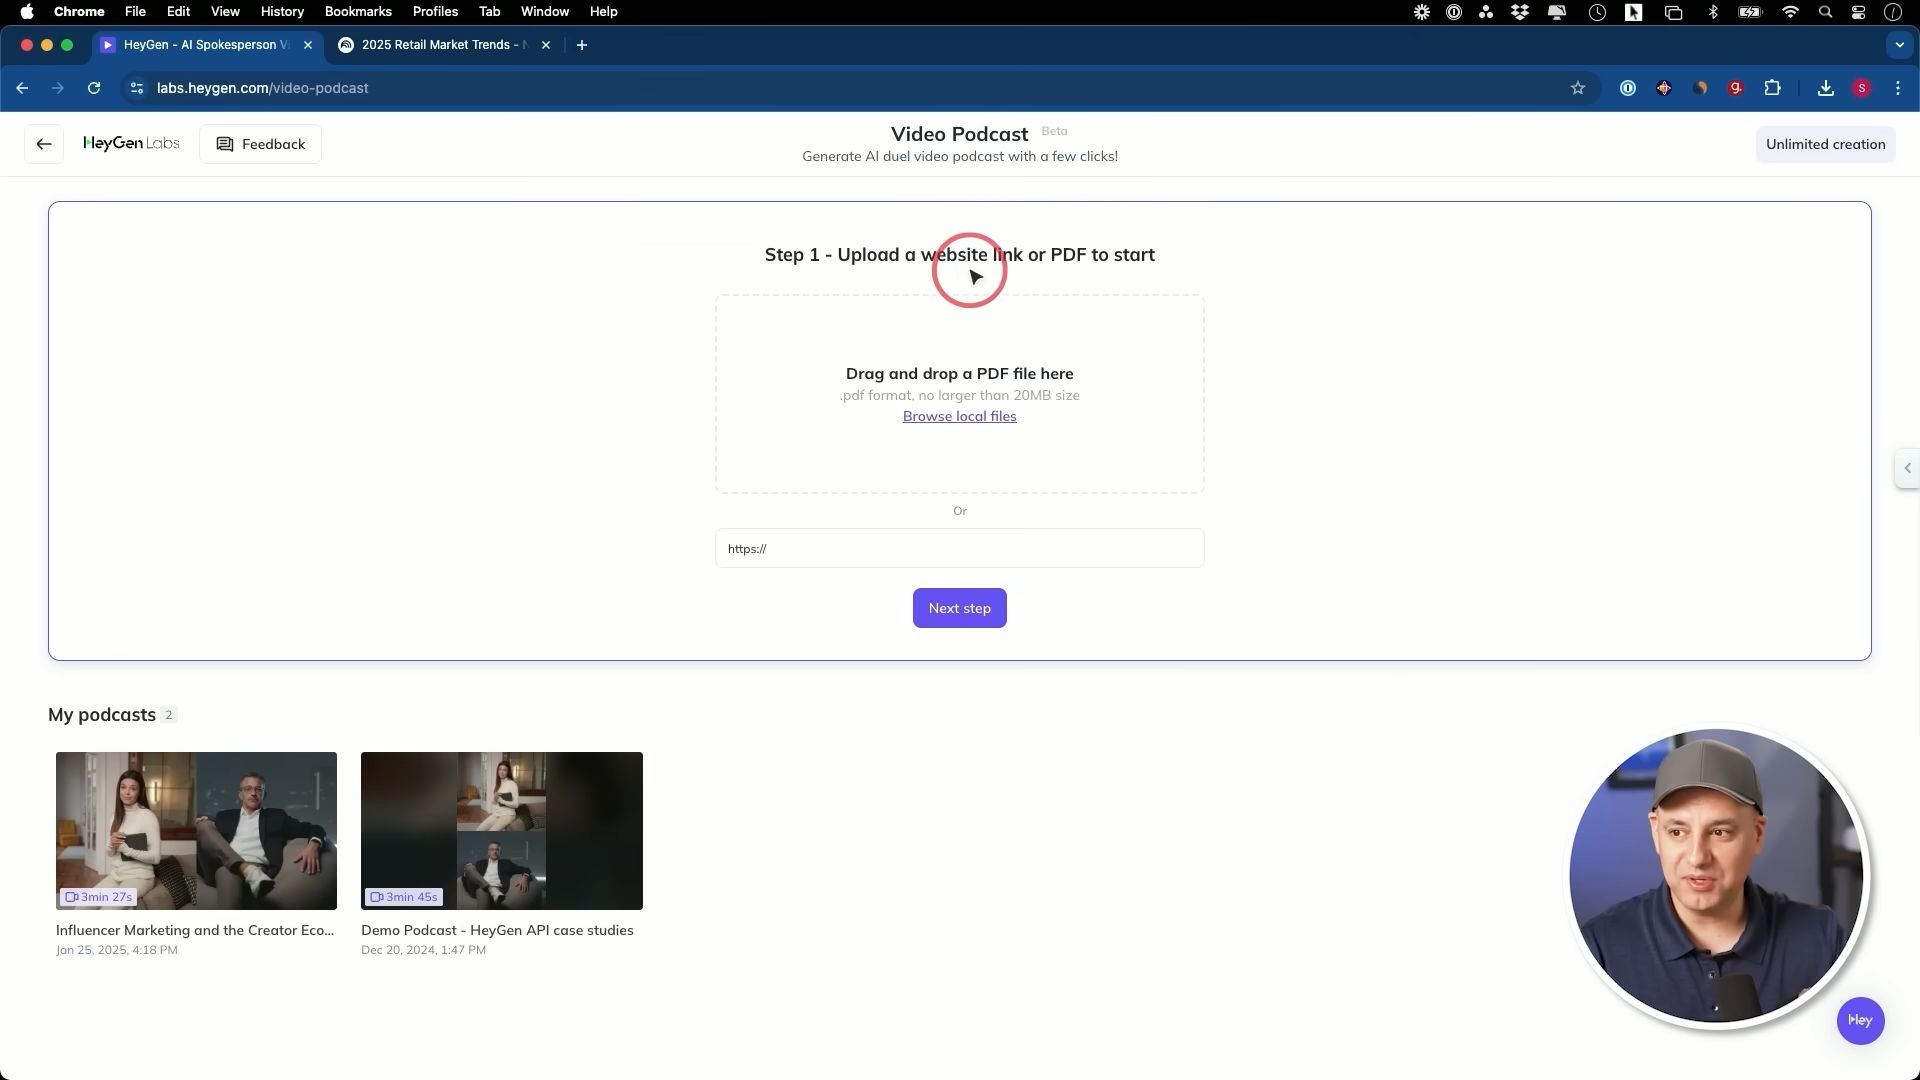 Chrome File Edit View History Bookmarks Profiles Tab Window Help
HeyGen - AI Spokesperson Vi
2025 Retail Market Trends -
labs.heygen.com/video-podcast
S
HeyGen Labs
Feedback
Video Podcast Beta
Generate AI duel video podcast with a few clicks!
Unlimited creation
Step 1 - Upload a website link or PDF to start
Drag and drop a PDF file here
.pdf format, no larger than 20MB size
Browse local files
Or
https://
Next step
My podcasts 2
3min 27s
3min 45s
Influencer Marketing and the Creator Eco...
Demo Podcast - HeyGen API case studies
Jan 25, 2025, 4:18 PM
Dec 20, 2024, 1:47 PM
Hey